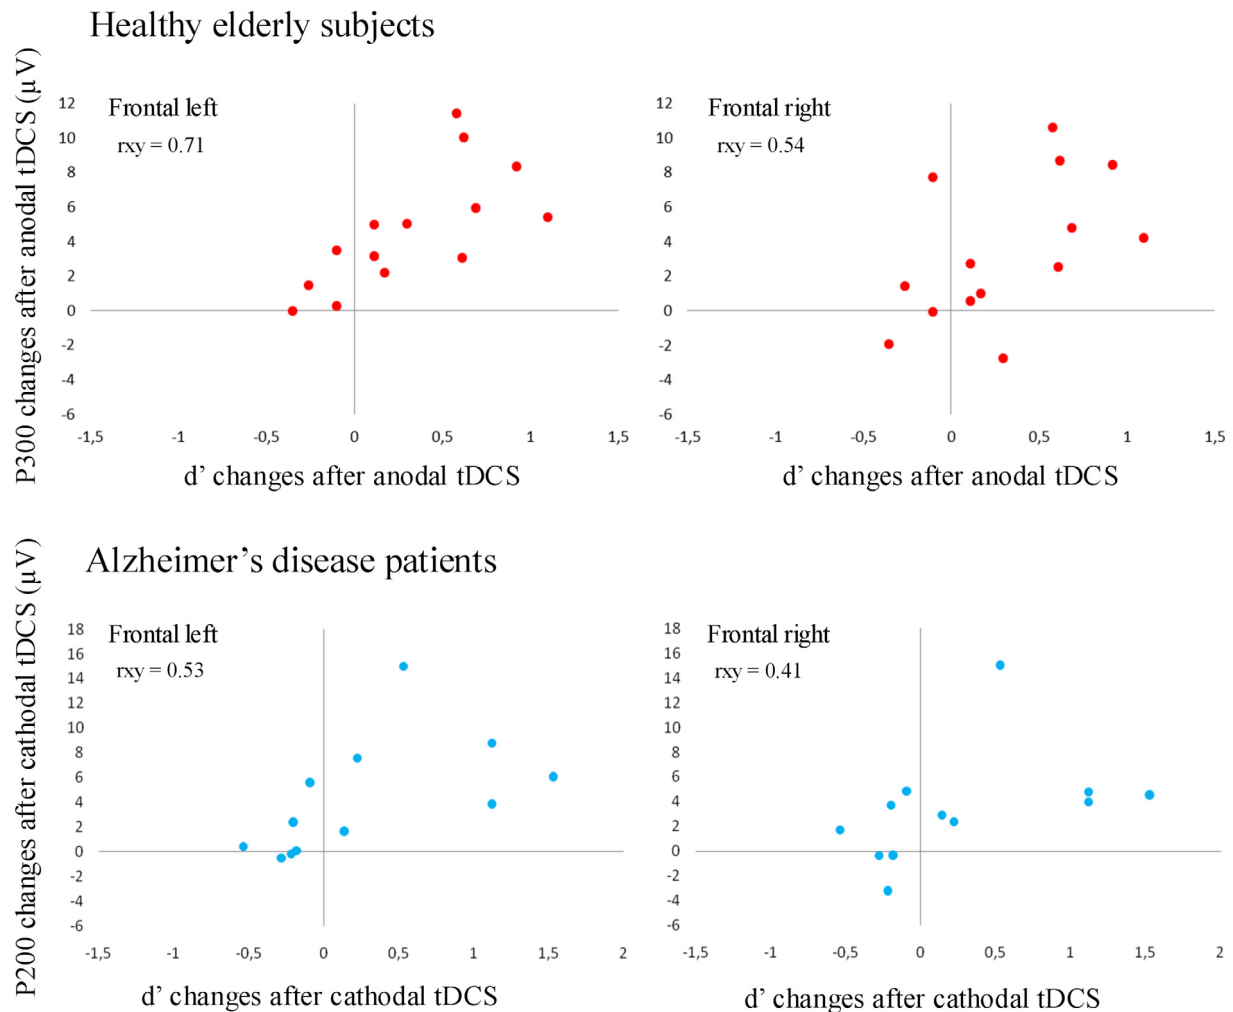 Healthy elderly subjects
P300 changes after anodal tDCS (µV)
Frontal left
rxy = 0.71
12
10
8
6
4
2
0
-2
-4
-6
-1,5 -1 -0,5 0 0,5 1 1,5
d’ changes after anodal tDCS
Frontal right
rxy = 0.54
12
10
8
6
4
2
0
-2
-4
-6
-1,5 -1 -0,5 0 0,5 1 1,5
d’ changes after anodal tDCS
Alzheimer’s disease patients
P200 changes after cathodal tDCS (µV)
Frontal left
rxy = 0.53
18
16
14
12
10
8
6
4
2
0
-2
-4
-6
-1,5 -1 -0,5 0 0,5 1 1,5 2
d’ changes after cathodal tDCS
Frontal right
rxy = 0.41
18
16
14
12
10
8
6
4
2
0
-2
-4
-6
-1,5 -1 -0,5 0 0,5 1 1,5 2
d’ changes after cathodal tDCS